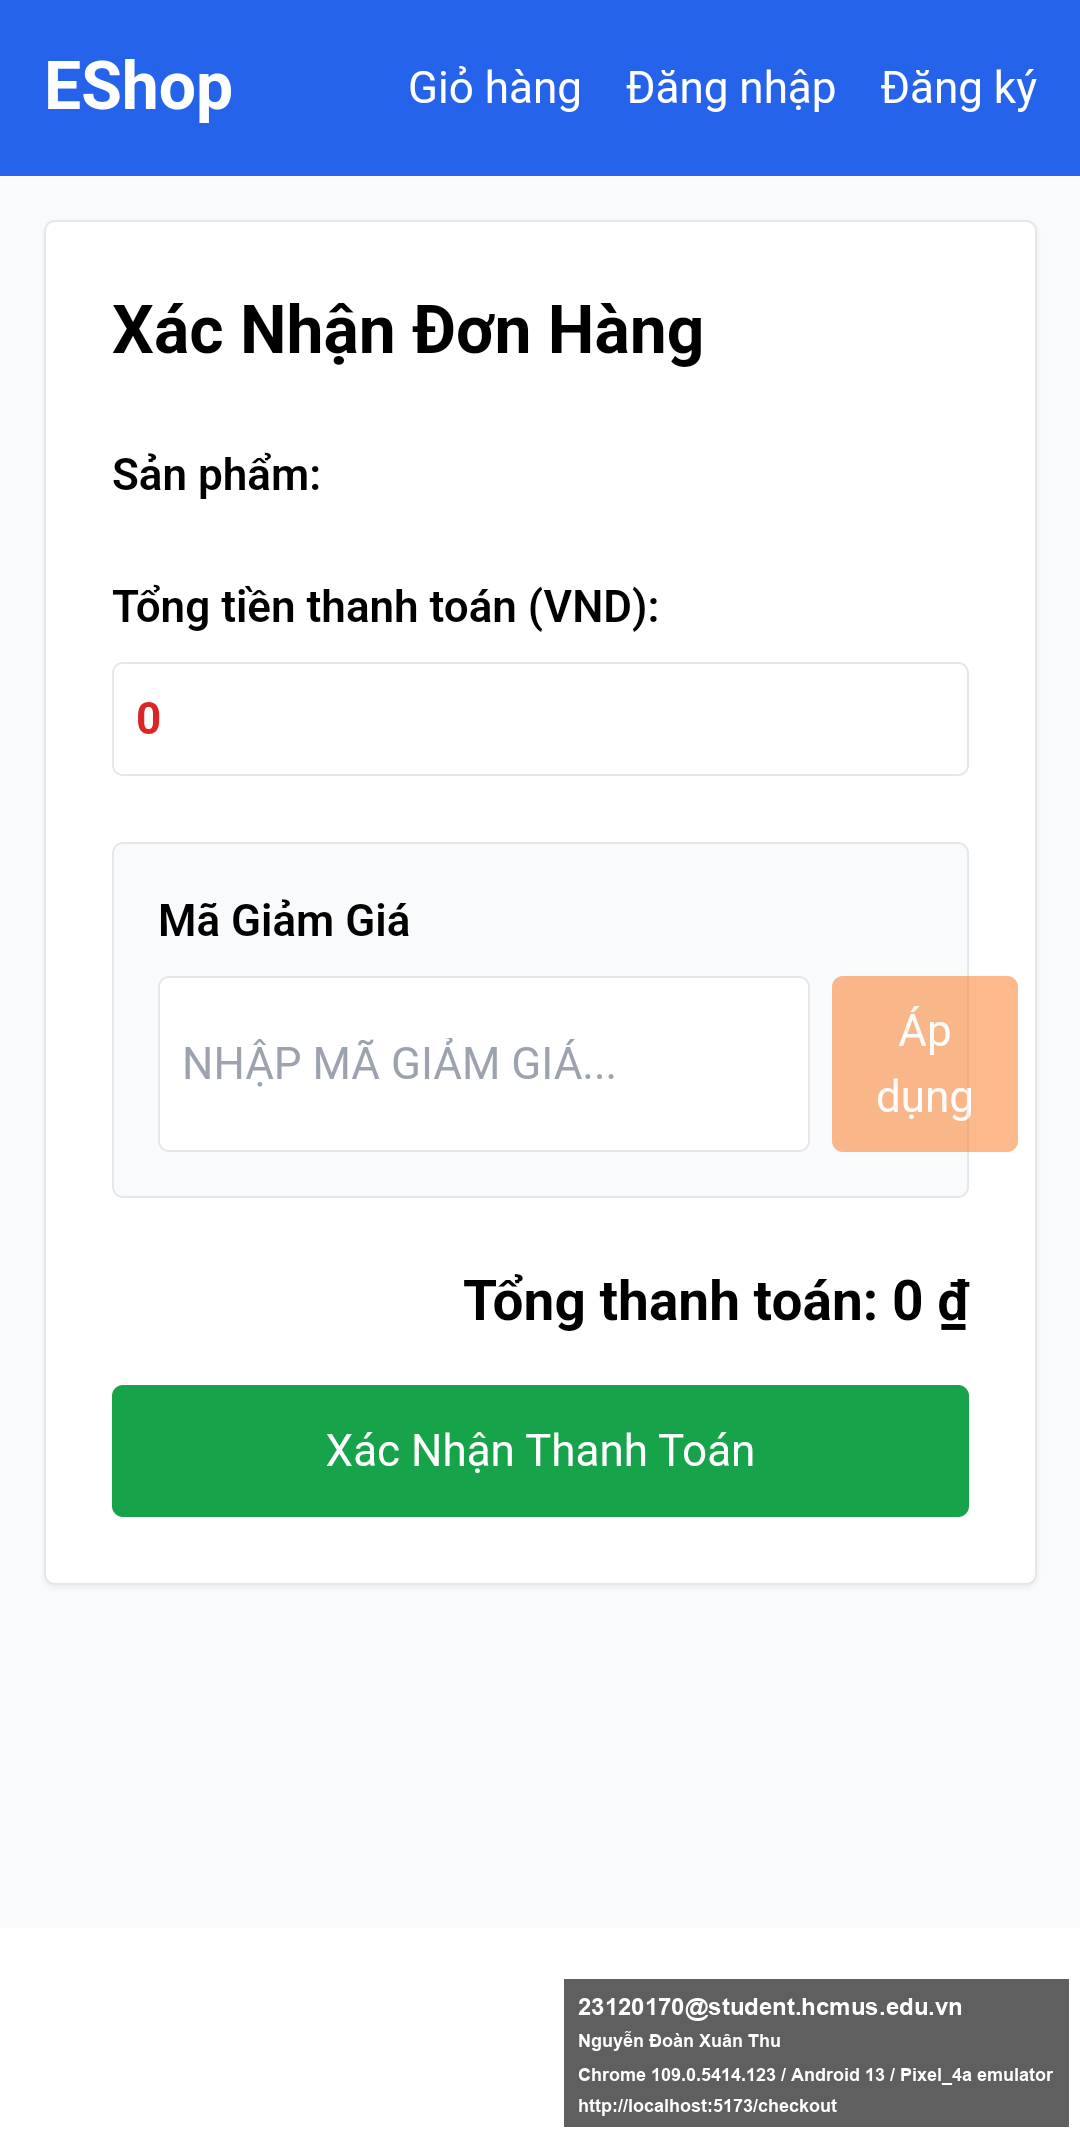 EShop
Giỏ hàng
Đăng nhập
Đăng ký
Xác Nhận Đơn Hàng
Sản phẩm:
Tổng tiền thanh toán (VND):
0
Mã Giảm Giá
NHẬP MÃ GIẢM GIÁ...
Áp
dụng
Tổng thanh toán: 0 ₫
Xác Nhận Thanh Toán
23120170@student.hcmus.edu.vn
Nguyễn Đoàn Xuân Thu
Chrome 109.0.5414.123 / Android 13 / Pixel_4a emulator
http://localhost:5173/checkout